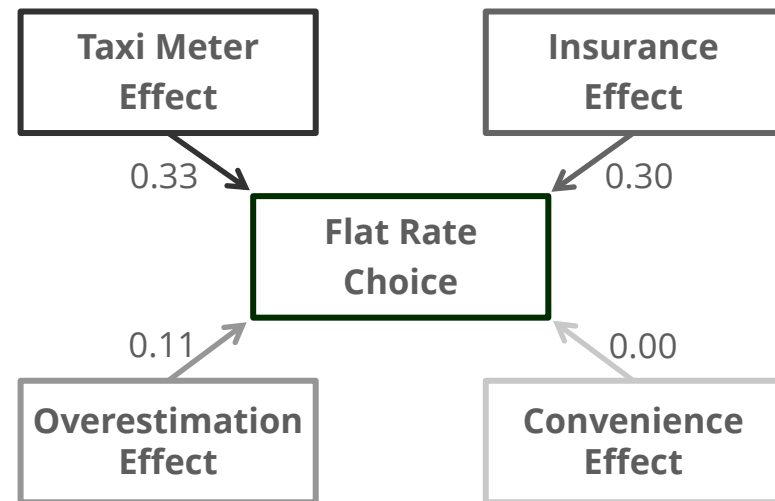 Taxi Meter
Effect
Insurance
Effect
0.33
0.30
Flat Rate
Choice
0.11
0.00
Overestimation
Effect
Convenience
Effect